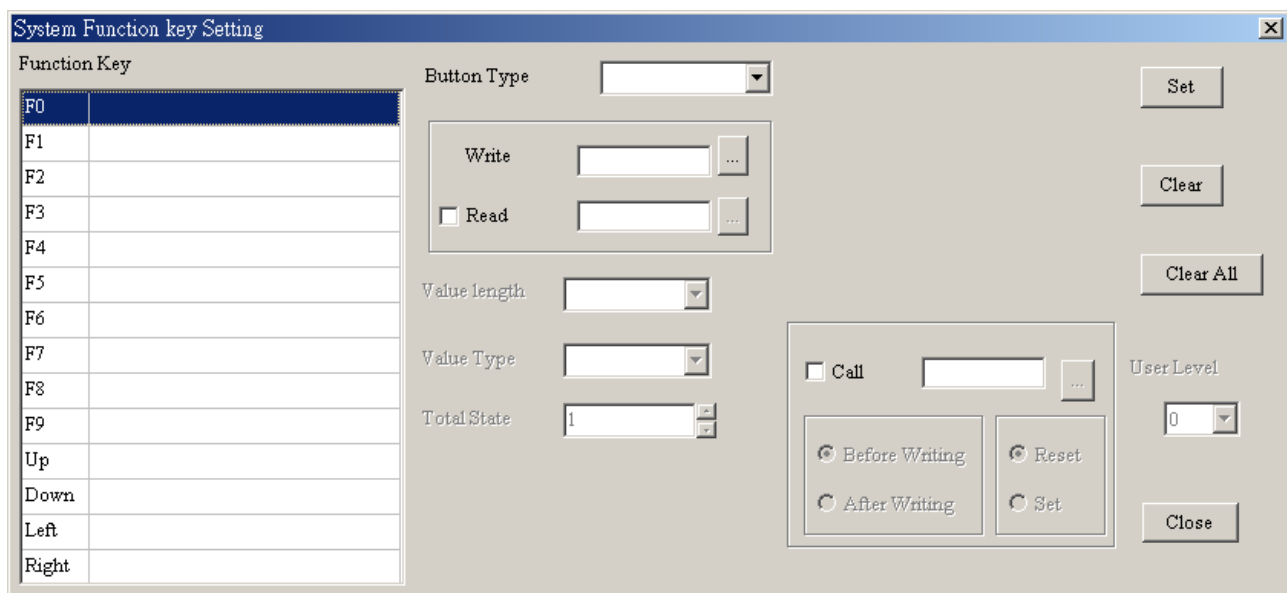 System Function key Setting
Function Key
F0
F1
F2
F3
F4
F5
F6
F7
F8
F9
Up
Down
Left
Right
Button Type
Write
...
Read
...
Value length
Value Type
Total State
1
Call
...
Before Writing
After Writing
Reset
Set
Set
Clear
Clear All
User Level
0
Close